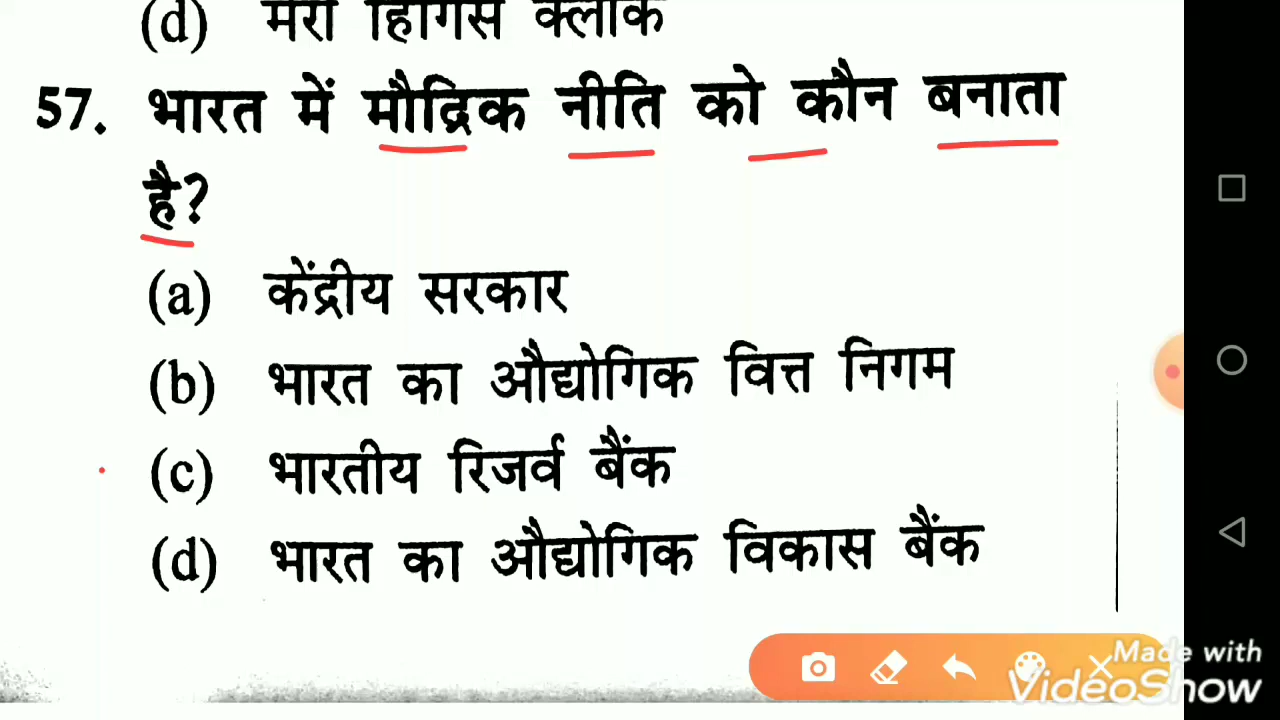 (d) मेरी हिगिंस क्लार्क
57. भारत में मौद्रिक नीति को कौन बनाता
है?
(a) केंद्रीय सरकार
(b) भारत का औद्योगिक वित्त निगम
(c) भारतीय रिजर्व बैंक
(d) भारत का औद्योगिक विकास बैंक
Made with
VideoShow